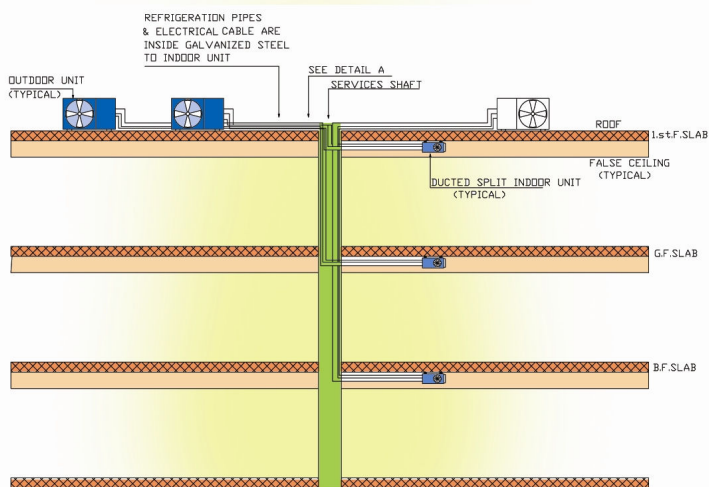 REFRIGERATION PIPES
& ELECTRICAL CABLE ARE
INSIDE GALVANIZED STEEL
TO INDOOR UNIT
SEE DETAIL A
SERVICES SHAFT
OUTDOOR UNIT
(TYPICAL)
ROOF
1.st.F.SLAB
FALSE CEILING
(TYPICAL)
DUCTED SPLIT INDOOR UNIT
(TYPICAL)
G.F.SLAB
B.F.SLAB